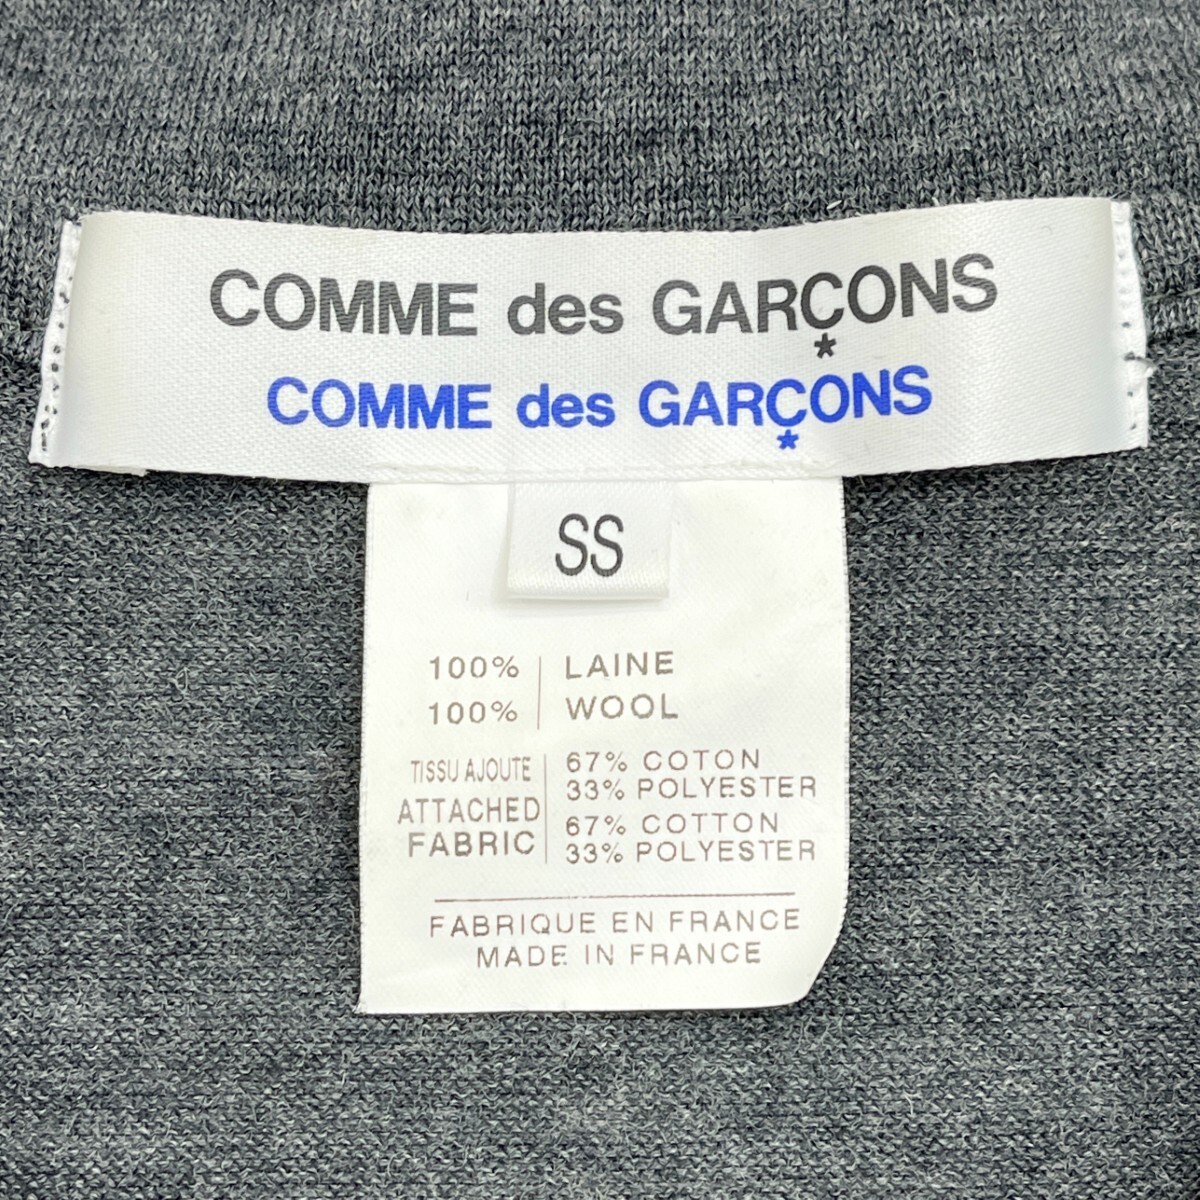 COMME des GARÇONS
*
COMME des GARÇONS
*
SS
100% LAINE
100% WOOL
TISSU AJOUTE 67% COTON
33% POLYESTER
ATTACHED FABRIC 67% COTTON
33% POLYESTER
FABRIQUE EN FRANCE
MADE IN FRANCE